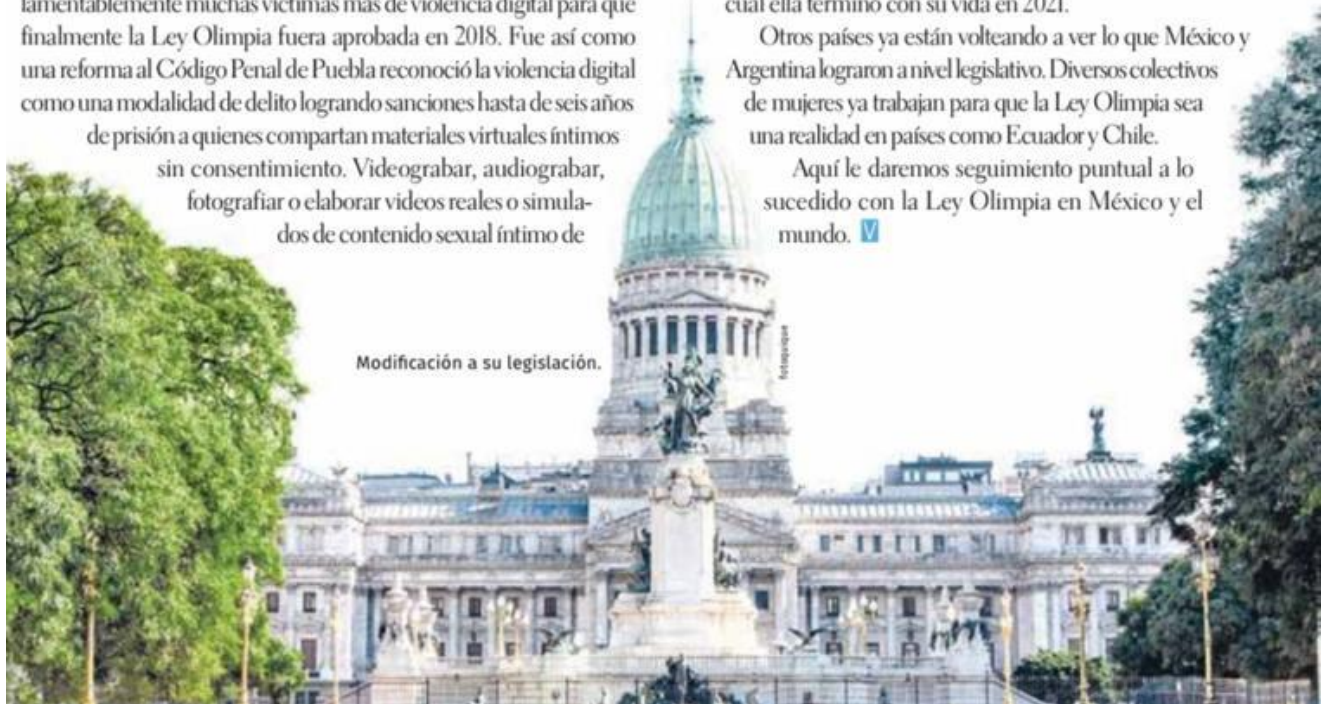 lamentablemente muchas víctimas más de violencia digital para que
finalmente la Ley Olimpia fuera aprobada en 2018. Fue así como
una reforma al Código Penal de Puebla reconoció la violencia digital
como una modalidad de delito logrando sanciones hasta de seis años
de prisión a quienes compartan materiales virtuales íntimos
sin consentimiento. Videograbar, audiograbar,
fotografiar o elaborar videos reales o simula-
dos de contenido sexual íntimo de
cual ella terminó con su vida en 2021.
Otros países ya están volteando a ver lo que México y
Argentina lograron a nivel legislativo. Diversos colectivos
de mujeres ya trabajan para que la Ley Olimpia sea
una realidad en países como Ecuador y Chile.
Aquí le daremos seguimiento puntual a lo
sucedido con la Ley Olimpia en México y el
mundo. V
Modificación a su legislación.
fotoquique